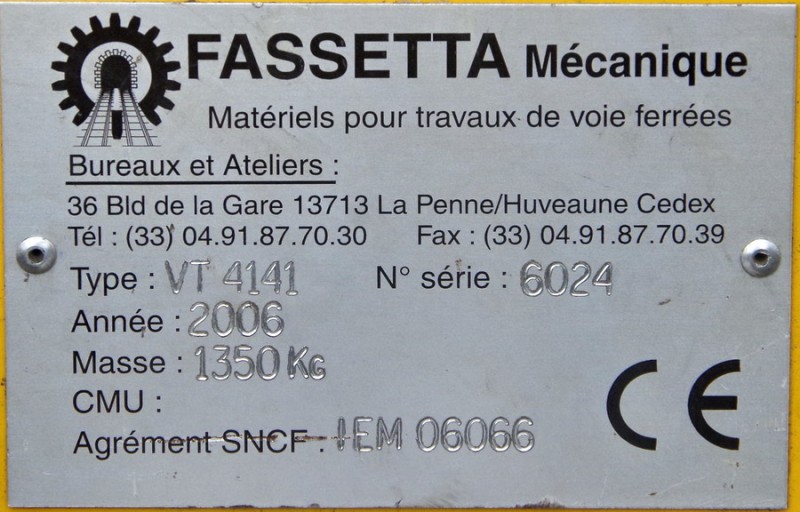 FASSETTA Mécanique
Matériels pour travaux de voie ferrées
Bureaux et Ateliers :
36 Bld de la Gare 13713 La Penne/Huveaune Cedex
Tél : (33) 04.91.87.70.30 Fax : (33) 04.91.87.70.39
Type : VT 4141 N° série : 6024
Année : 2006
Masse : 1350 KG
CMU :
Agrément SNCF : IEM 06066
CE